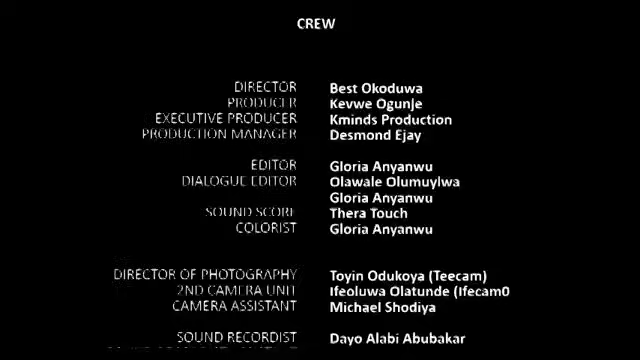 CREW
DIRECTOR Best Okoduwa
PRODUCER Kevwe Ogunje
EXECUTIVE PRODUCER Kminds Production
PRODUCTION MANAGER Desmond Ejay
EDITOR Gloria Anyanwu
DIALOGUE EDITOR Olawale Olumuylwa
Gloria Anyanwu
SOUND SCORE Thera Touch
COLORIST Gloria Anyanwu
DIRECTOR OF PHOTOGRAPHY Toyin Odukoya (Teecam)
2ND CAMERA UNIT Ifeoluwa Olatunde (Ifecam0
CAMERA ASSISTANT Michael Shodiya
SOUND RECORDIST Dayo Alabi Abubakar